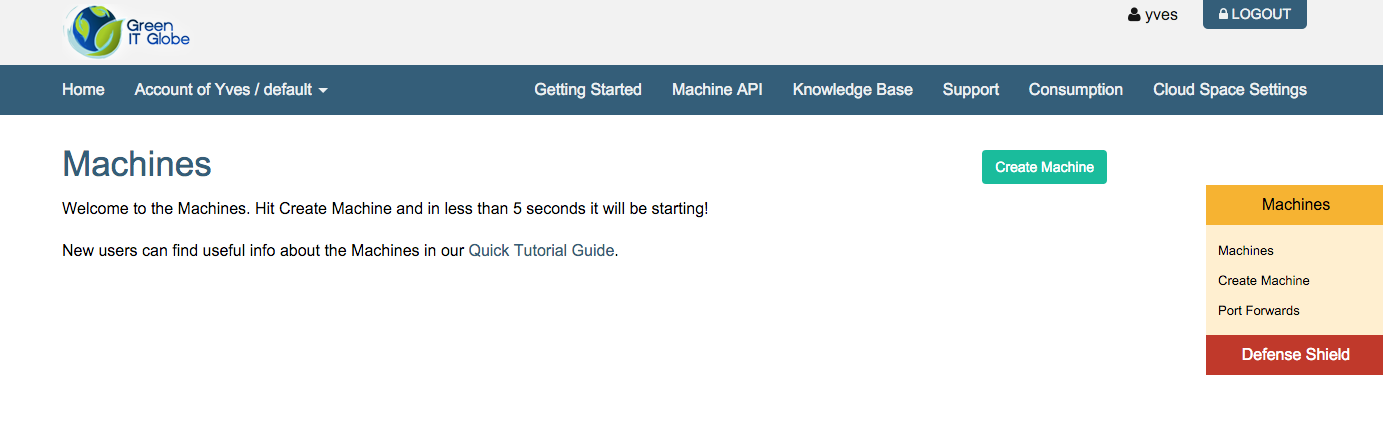 Green
IT Globe
yves
LOGOUT
Home
Account of Yves / default
Getting Started
Machine API
Knowledge Base
Support
Consumption
Cloud Space Settings
Machines
Create Machine
Welcome to the Machines. Hit Create Machine and in less than 5 seconds it will be starting!
New users can find useful info about the Machines in our Quick Tutorial Guide.
Machines
Machines
Create Machine
Port Forwards
Defense Shield